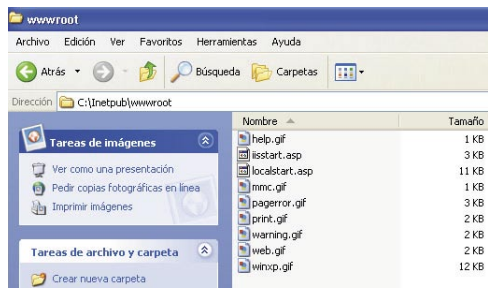 wwwroot
Archivo Edición Ver Favoritos Herramientas Ayuda
Atrás Búsqueda Carpetas
Dirección C:\Inetpub\wwwroot
Tareas de imágenes
Ver como una presentación
Pedir copias fotográficas en línea
Imprimir imágenes
Tareas de archivo y carpeta
Crear nueva carpeta
Nombre Tamaño
help.gif 1 KB
iisstart.asp 3 KB
localstart.asp 11 KB
mmc.gif 1 KB
pagerror.gif 3 KB
print.gif 2 KB
warning.gif 2 KB
web.gif 2 KB
winxp.gif 12 KB